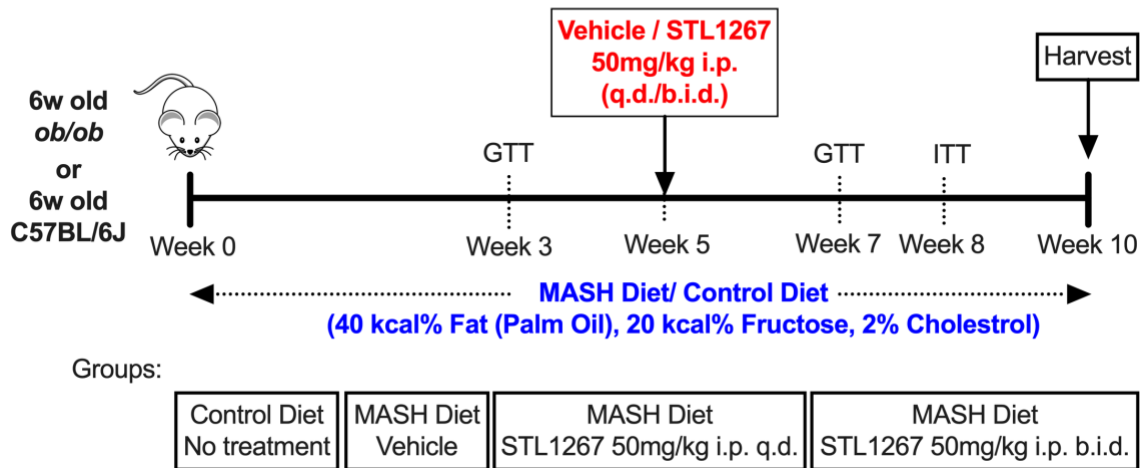 Vehicle / STL1267
50mg/kg i.p.
(q.d./b.i.d.)
Harvest
6w old
ob/ob
or
6w old
C57BL/6J
GTT
GTT
ITT
Week 0
Week 3
Week 5
Week 7
Week 8
Week 10
MASH Diet/ Control Diet
(40 kcal% Fat (Palm Oil), 20 kcal% Fructose, 2% Cholestrol)
Groups:
Control Diet
No treatment
MASH Diet
Vehicle
MASH Diet
STL1267 50mg/kg i.p. q.d.
MASH Diet
STL1267 50mg/kg i.p. b.i.d.